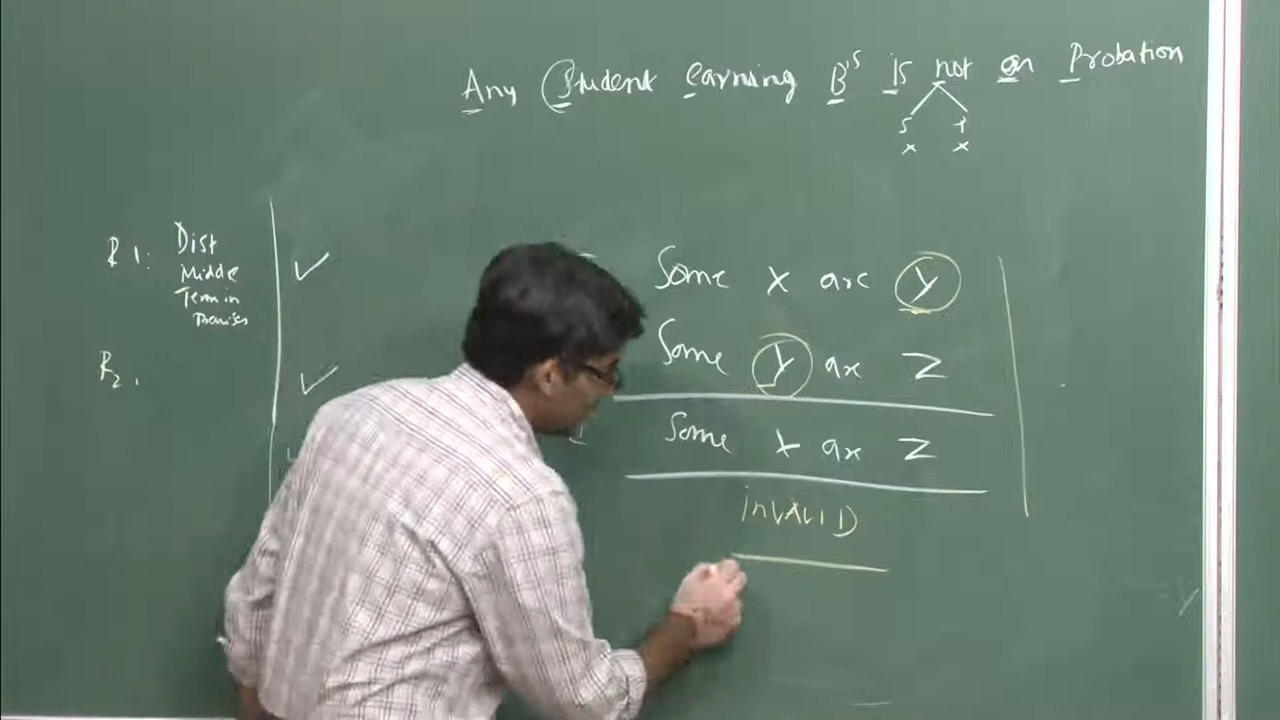 Any Student earning B's is not on Probation
S
x x
R 1: Dist
Middle
Term in
Premises
R 2.
Some X are Y
Some Y are Z
Some X are Z
INVALID